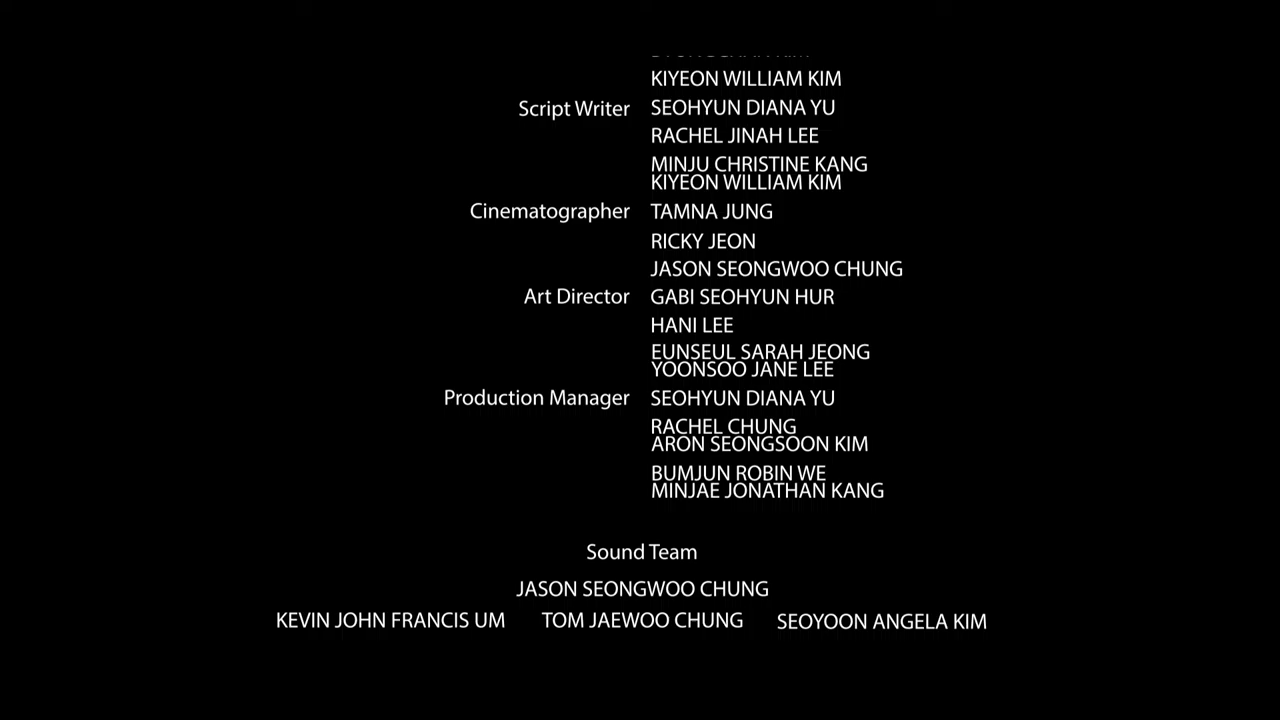 KIYEON WILLIAM KIM
Script Writer SEOHYUN DIANA YU
RACHEL JINAH LEE
MINJU CHRISTINE KANG
KIYEON WILLIAM KIM
Cinematographer TAMNA JUNG
RICKY JEON
JASON SEONGWOO CHUNG
Art Director GABI SEOHYUN HUR
HANI LEE
EUNSEUL SARAH JEONG
YOONSOO JANE LEE
Production Manager SEOHYUN DIANA YU
RACHEL CHUNG
ARON SEONGSOON KIM
BUMJUN ROBIN WE
MINJAE JONATHAN KANG
Sound Team
JASON SEONGWOO CHUNG
KEVIN JOHN FRANCIS UM TOM JAEWOO CHUNG SEOYOON ANGELA KIM